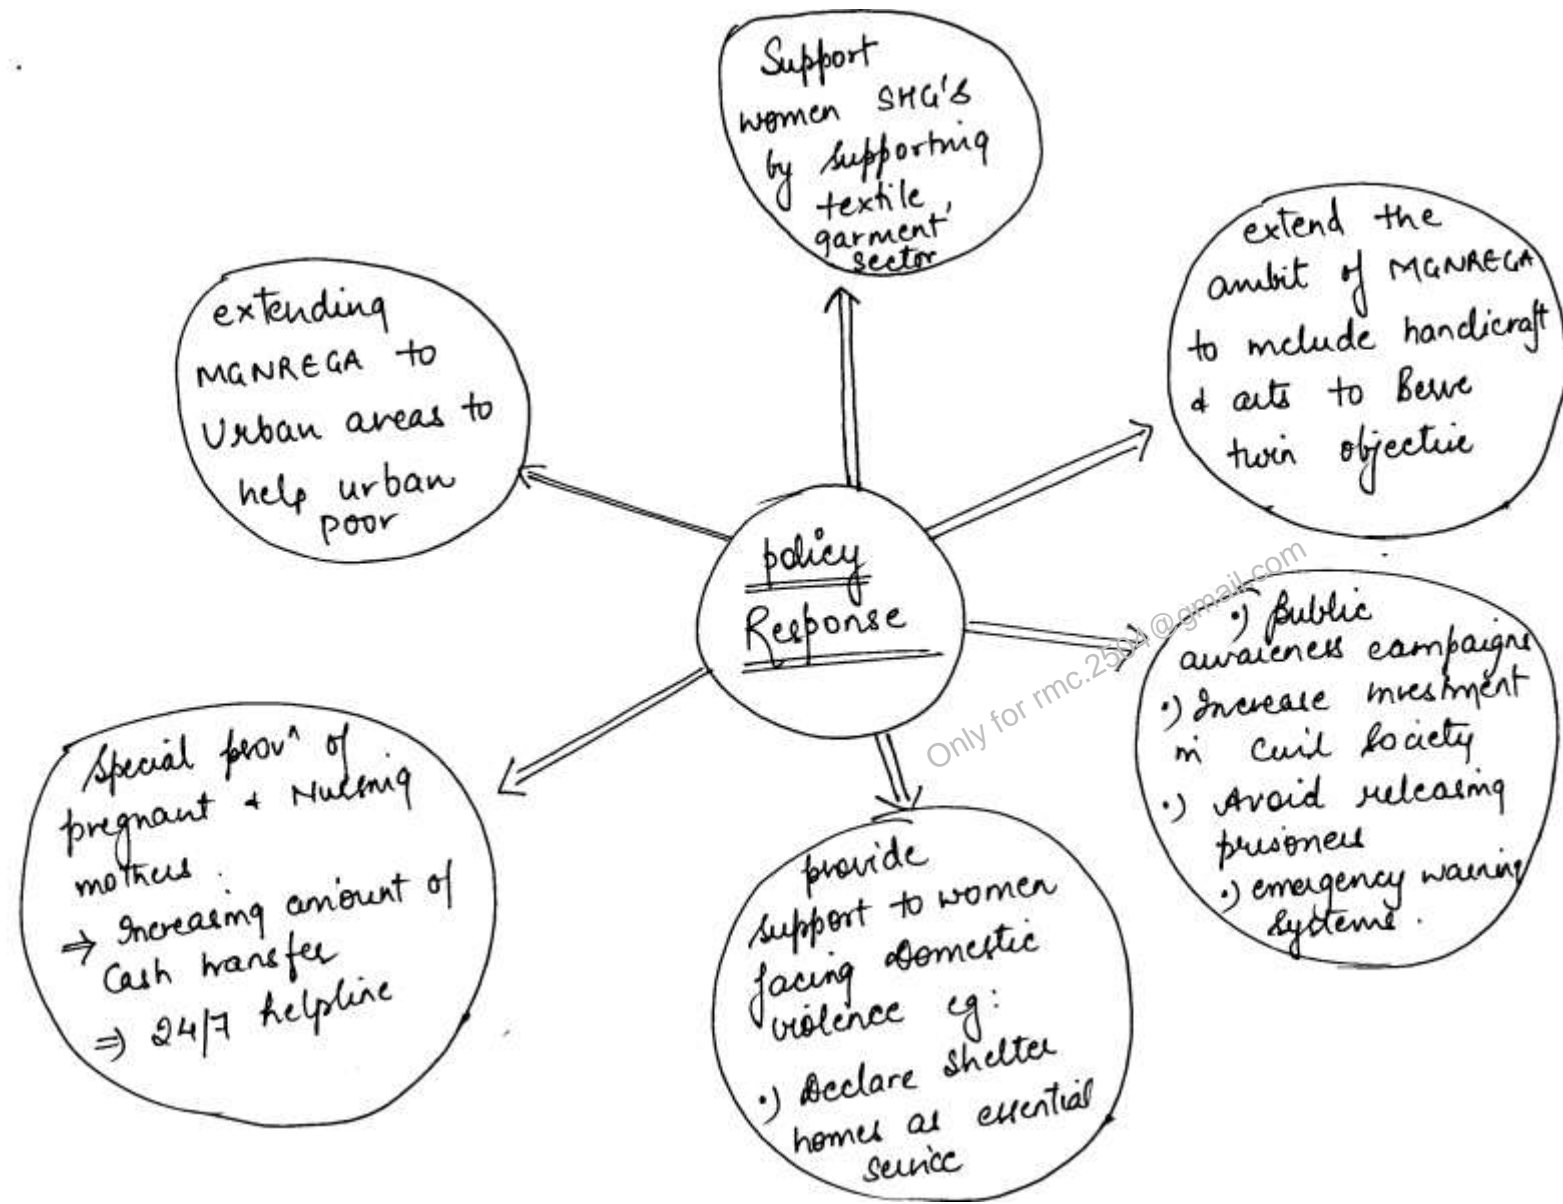 Support
women SHG's
by supporting
textile,
garment
sector
extend the
ambit of MGNREGA
to include handicraft
& arts to serve
twin objective
extending
MGNREGA to
Urban areas to
help urban
poor
policy
Response
•) public
awareness campaigns
•) Increase investment
in civil society
•) Avoid releasing
prisoners
•) emergency warning
systems.
Special provⁿ of
pregnant & Nursing
mothers.
⇒ Increasing amount of
Cash transfer
⇒ 24/7 helpline
provide
support to women
facing Domestic
violence eg:
•) Declare shelter
homes as essential
service
Only for rmc.2504@gmail.com